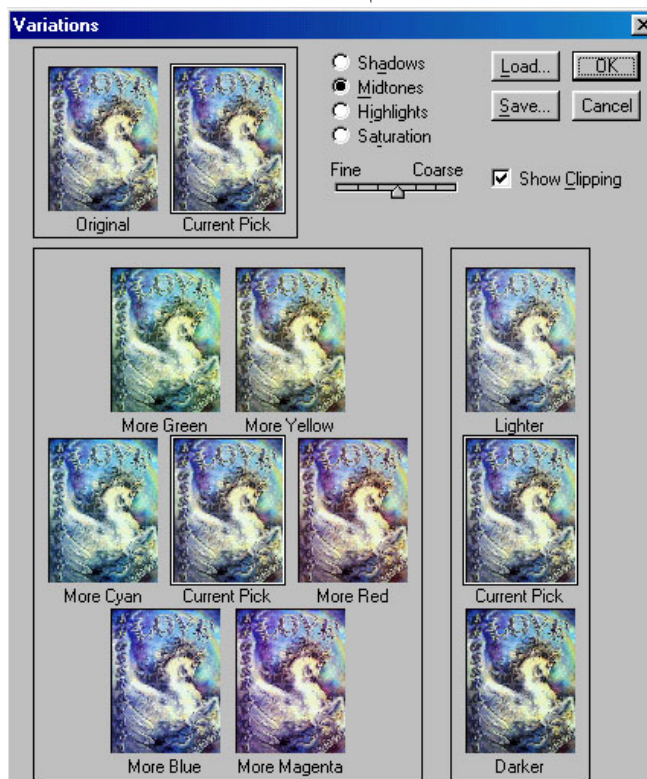 Variations
Original
Current Pick
Shadows
Midtones
Highlights
Saturation
Load...
OK
Save...
Cancel
Fine
Coarse
Show Clipping
More Green
More Yellow
More Cyan
Current Pick
More Red
More Blue
More Magenta
Lighter
Current Pick
Darker